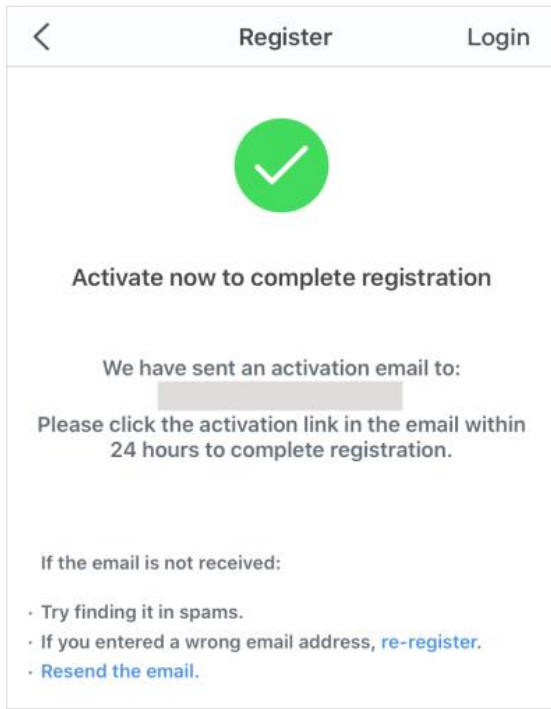 Register
Login
Activate now to complete registration
We have sent an activation email to:
Please click the activation link in the email within
24 hours to complete registration.
If the email is not received:
· Try finding it in spams.
· If you entered a wrong email address, re-register.
· Resend the email.